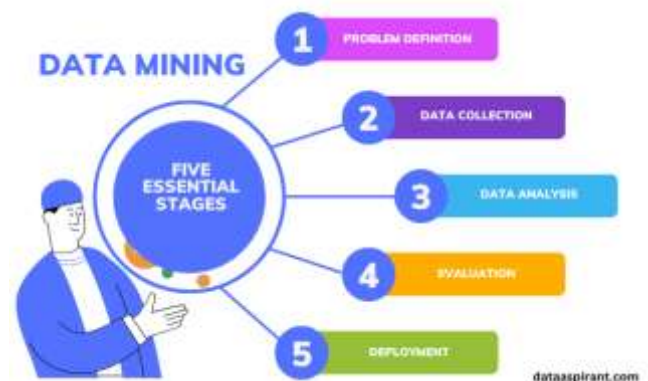 DATA MINING
FIVE
ESSENTIAL
STAGES
1
PROBLEM DEFINITION
2
DATA COLLECTION
3
DATA ANALYSIS
4
EVALUATION
5
DEPLOYMENT
dataaspirant.com